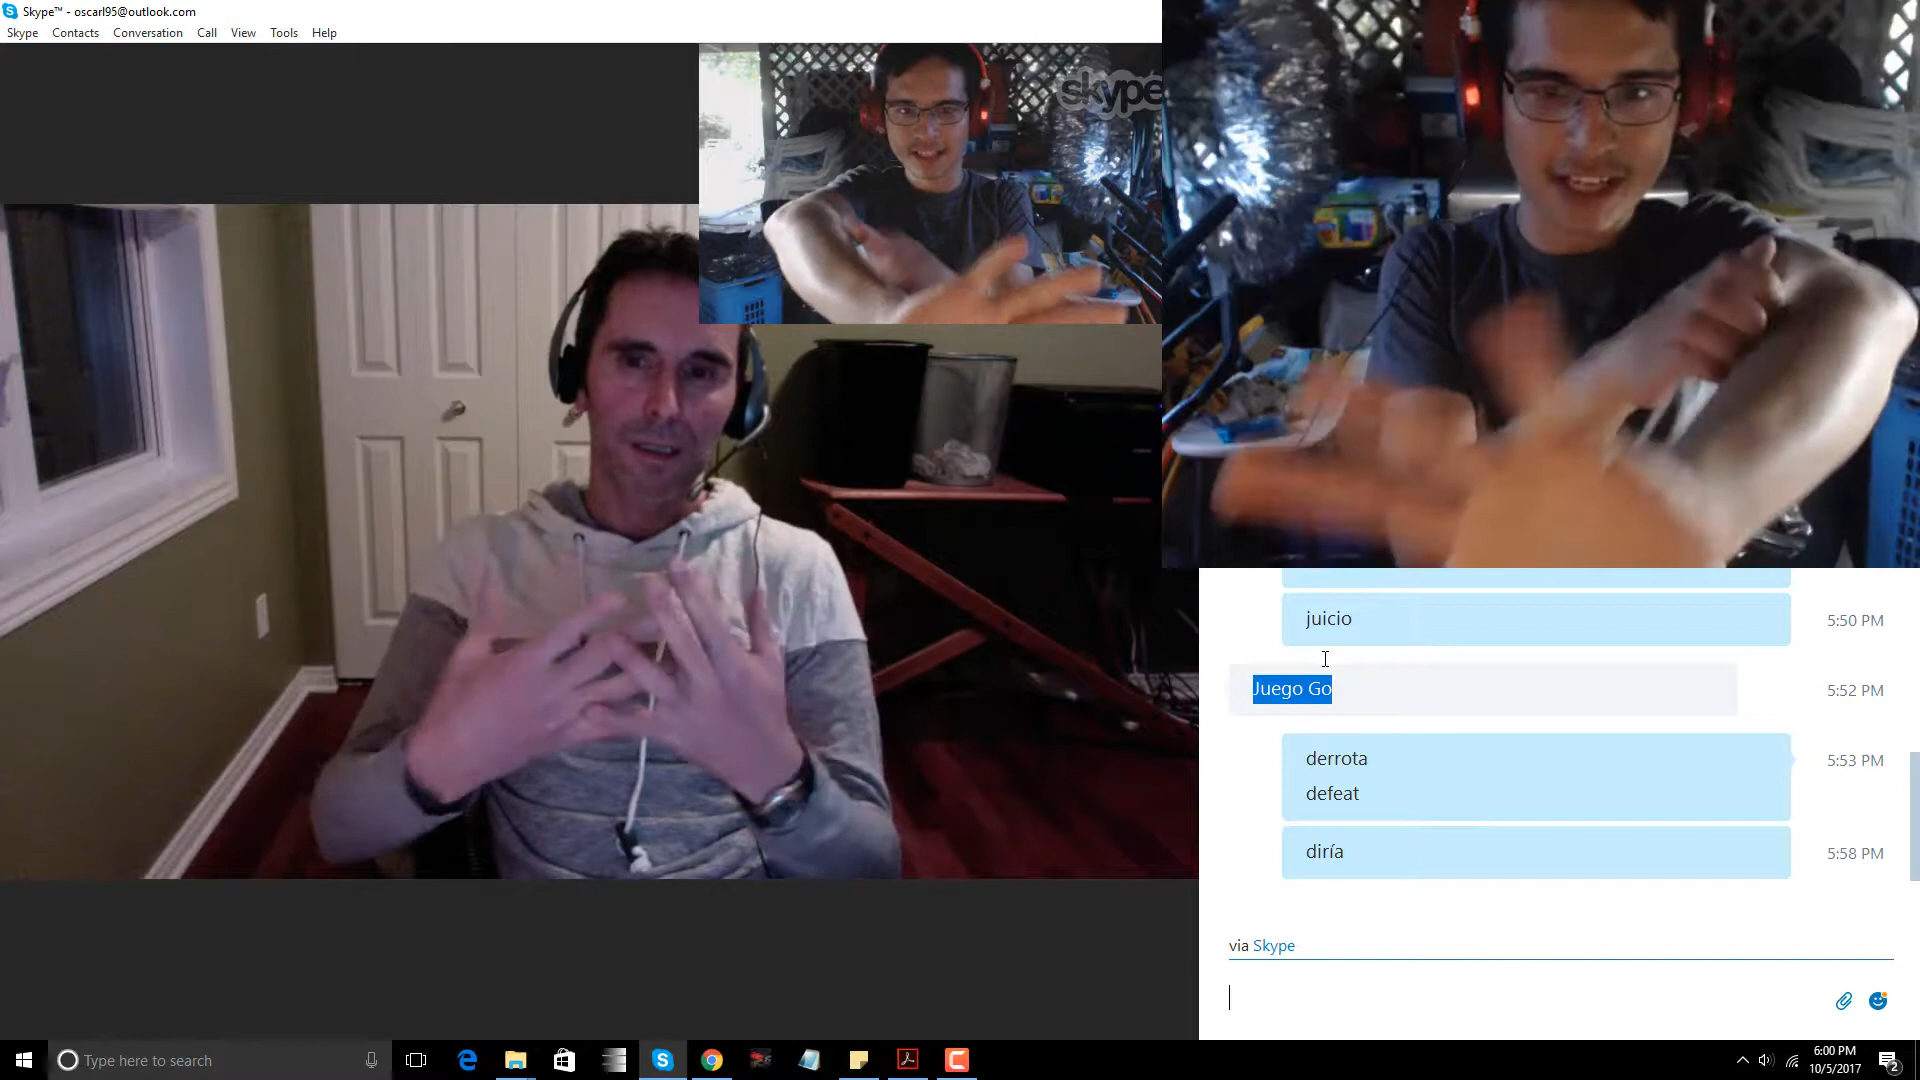 Skype™ - oscarl95@outlook.com
Skype Contacts Conversation Call View Tools Help
skype
juicio
5:50 PM
Juego Go
5:52 PM
derrota
5:53 PM
defeat
diría
5:58 PM
via Skype
Type here to search
6:00 PM
10/5/2017
2